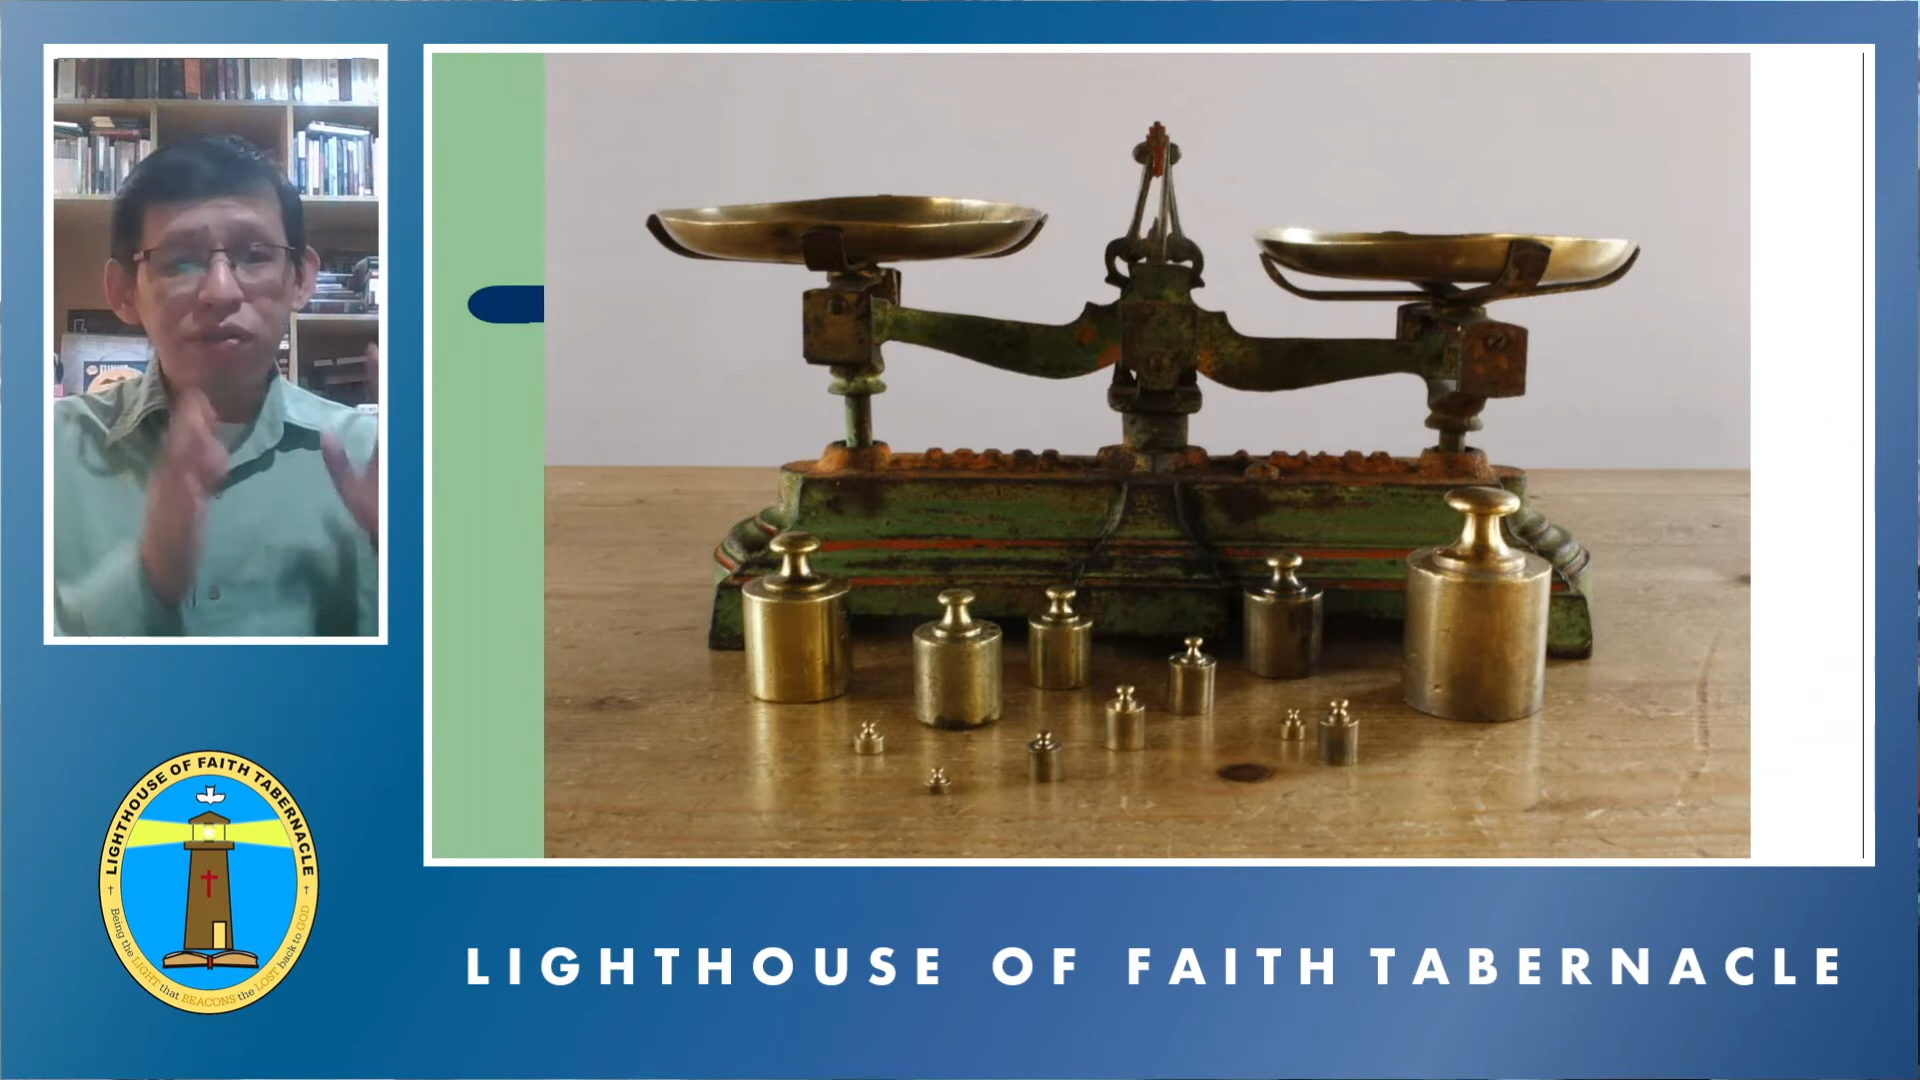 LIGHTHOUSE OF FAITH TABERNACLE
Being the LIGHT that BEACONS the LOST back to GOD
LIGHTHOUSE OF FAITH TABERNACLE